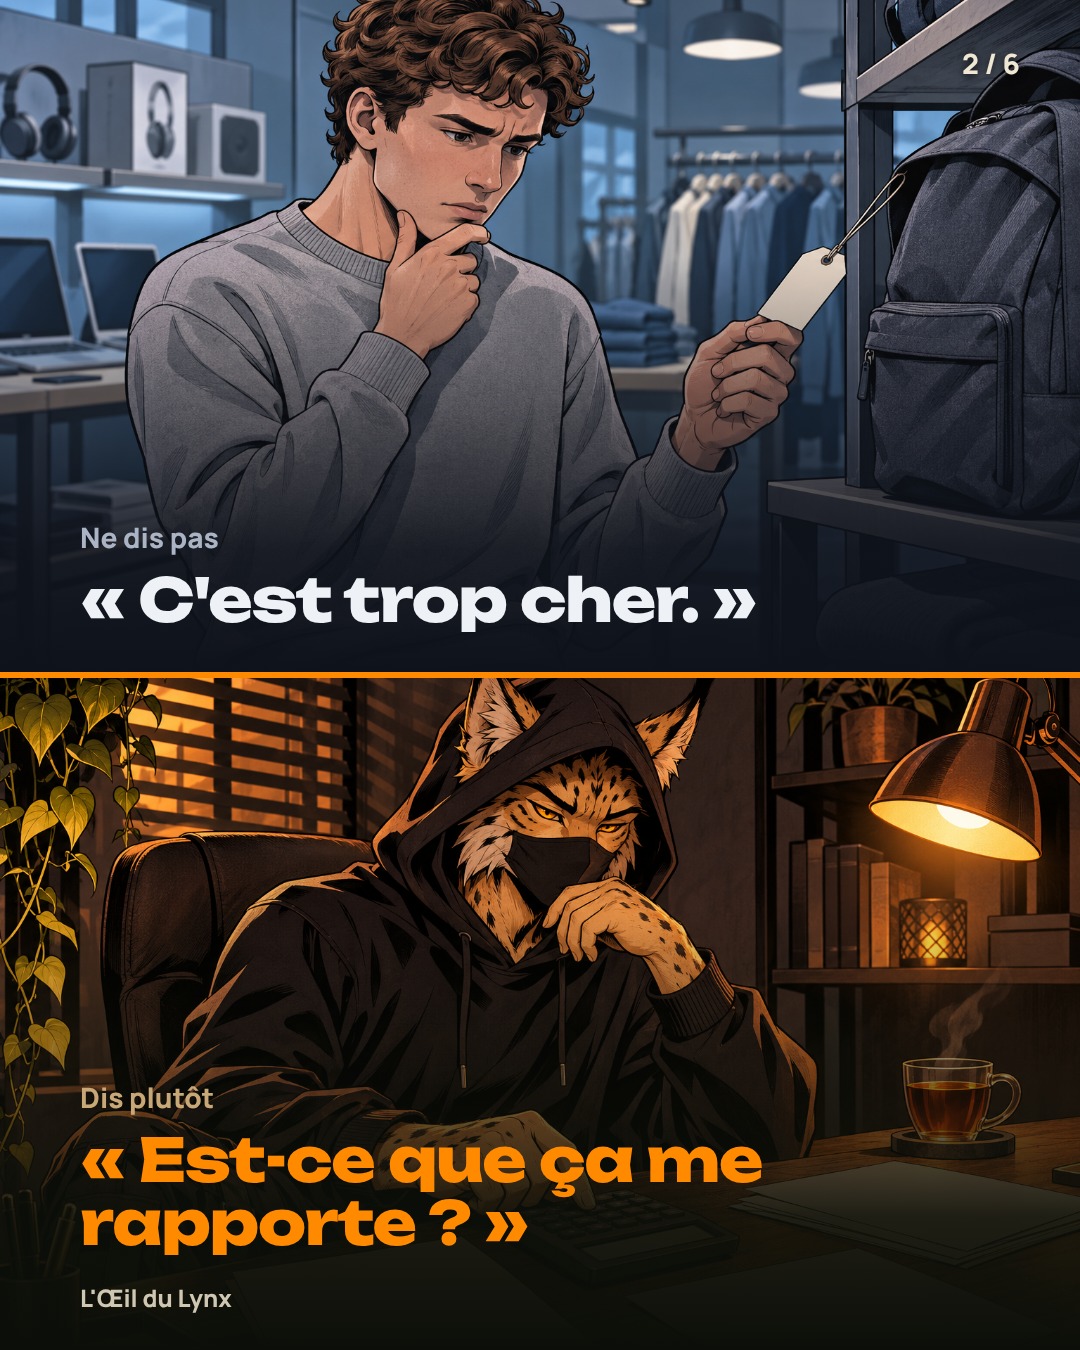 2 / 6
Ne dis pas
« C'est trop cher. »
Dis plutôt
« Est-ce que ça me
rapporte ? »
L'Œil du Lynx